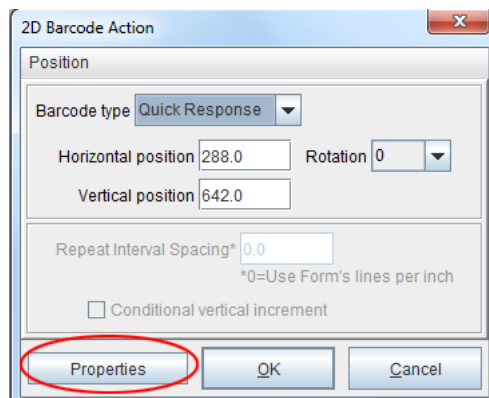 2D Barcode Action
Position
Barcode type Quick Response
Horizontal position 288.0 Rotation 0
Vertical position 642.0
Repeat Interval Spacing* 0.0
*0=Use Form's lines per inch
Conditional vertical increment
Properties OK Cancel